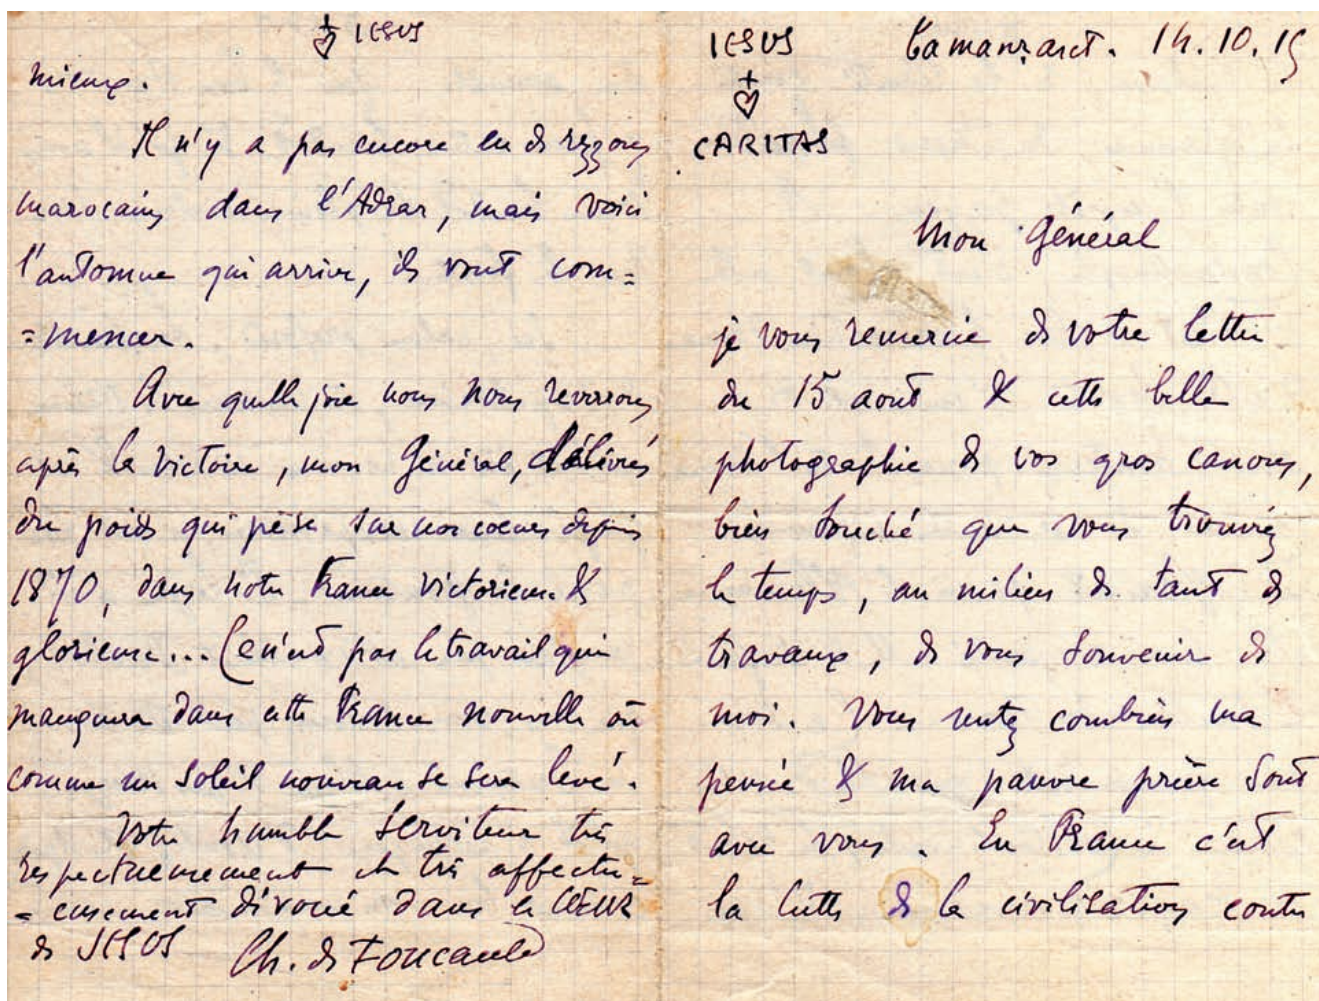 JESUS
CARITAS
Tamanrasset. 14.10.15
Mon Général
je vous remercie de votre lettre
du 15 aout & cette belle
photographie de vos gros canons,
bien touché que vous trouviez
le temps, au milieu de tant de
travaux, de vous souvenir de
moi. Vous sentez combien ma
pensée & ma pauvre prière sont
avec vous. En France c'est
la lutte de la civilisation contre
JESUS
mieux.
Il n'y a pas encore eu de rezzous
marocains dans l'Adrar, mais voici
l'automne qui arrive, ils vont com=
=mencer.
Avec quelle joie nous nous reverrons
après la victoire, mon Général, délivrés
du poids qui pèse sur nos coeurs depuis
1870, dans notre France victorieuse &
glorieuse... Ce n'est pas le travail qui
manquera dans cette France nouvelle où
comme un soleil nouveau se sera levé.
Votre humble serviteur très
respectueusement et très affectu=
=eusement dévoué dans le COEUR
de JESUS
Ch. de Foucauld